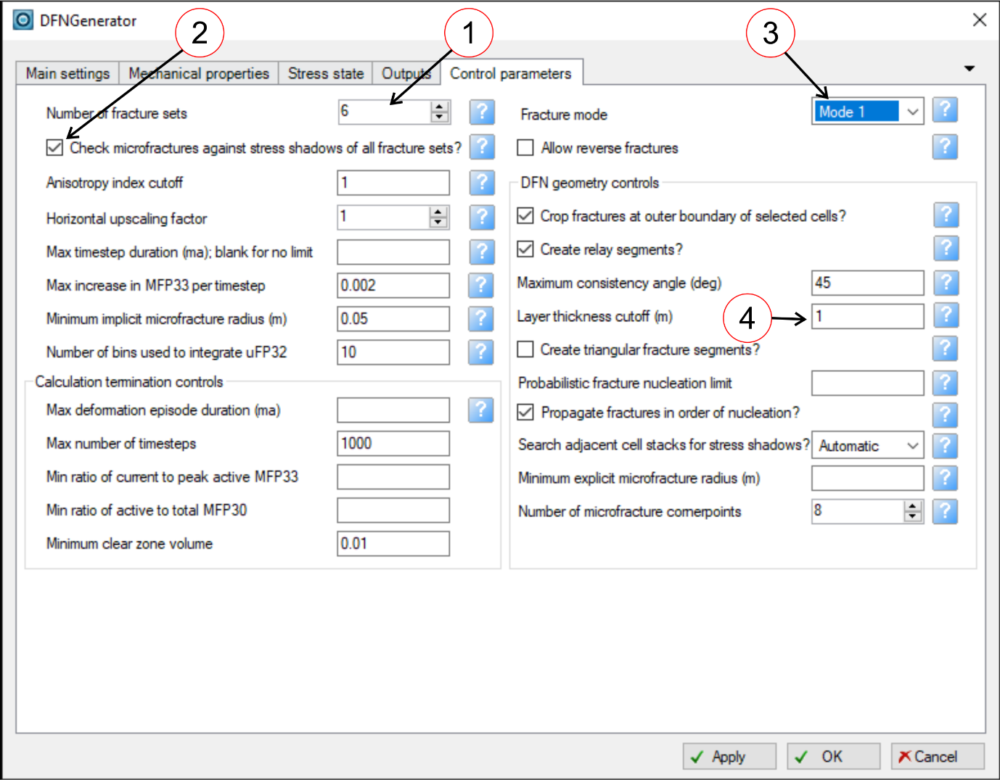 DFNGenerator
2
1
3
Main settings
Mechanical properties
Stress state
Outputs
Control parameters
Number of fracture sets
6
?
Check microfractures against stress shadows of all fracture sets?
?
Anisotropy index cutoff
1
?
Horizontal upscaling factor
1
?
Max timestep duration (ma); blank for no limit
?
Max increase in MFP33 per timestep
0.002
?
Minimum implicit microfracture radius (m)
0.05
?
Number of bins used to integrate uFP32
10
?
Calculation termination controls
Max deformation episode duration (ma)
?
Max number of timesteps
1000
Min ratio of current to peak active MFP33
Min ratio of active to total MFP30
Minimum clear zone volume
0.01
Fracture mode
Mode 1
?
Allow reverse fractures
?
DFN geometry controls
Crop fractures at outer boundary of selected cells?
?
Create relay segments?
?
Maximum consistency angle (deg)
45
?
Layer thickness cutoff (m)
4
1
?
Create triangular fracture segments?
?
Probabilistic fracture nucleation limit
?
Propagate fractures in order of nucleation?
?
Search adjacent cell stacks for stress shadows?
Automatic
?
Minimum explicit microfracture radius (m)
?
Number of microfracture cornerpoints
8
?
Apply
OK
Cancel